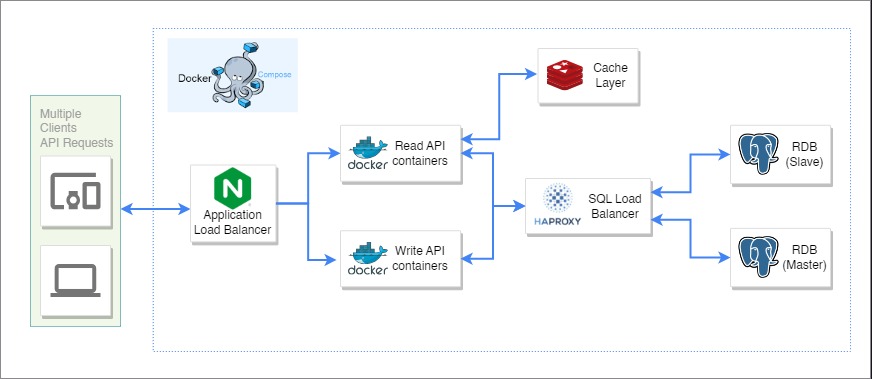 Docker
Compose
Multiple
Clients
API Requests
N
Application
Load Balancer
docker
Read API
containers
docker
Write API
containers
Cache
Layer
HAPROXY
SQL Load
Balancer
RDB
(Slave)
RDB
(Master)